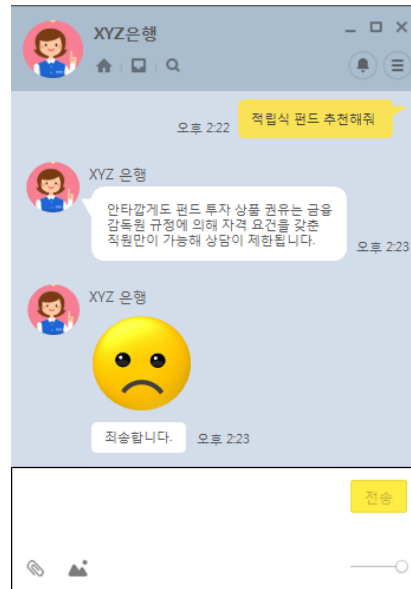 XYZ은행
적립식 펀드 추천해줘
오후 2:22
XYZ 은행
안타깝게도 펀드 투자 상품 권유는 금융
감독원 규정에 의해 자격 요건을 갖춘
직원만이 가능해 상담이 제한됩니다.
오후 2:23
XYZ 은행
죄송합니다.
오후 2:23
전송